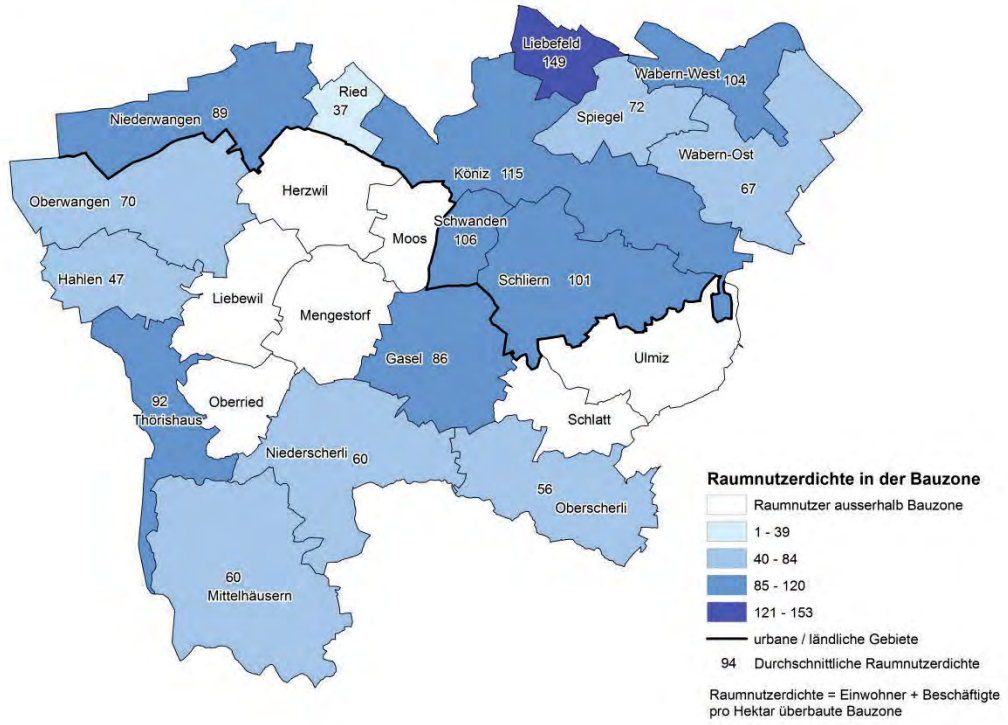 Liebefeld
149
Wabern-West 104
Ried
37
Niederwangen 89
Spiegel 72
Wabern-Ost
67
Köniz 115
Herzwil
Oberwangen 70
Moos
Schwanden
106
Hahlen 47
Liebewil
Schliern 101
Mengestorf
Gasel 86
Ulmiz
Oberried
92
Thörishaus
Schlatt
Niederscherli 60
56
Oberscherli
60
Mittelhäusern
Raumnutzerdichte in der Bauzone
Raumnutzer ausserhalb Bauzone
1 - 39
40 - 84
85 - 120
121 - 153
urbane / ländliche Gebiete
94 Durchschnittliche Raumnutzerdichte
Raumnutzerdichte = Einwohner + Beschäftigte
pro Hektar überbaute Bauzone